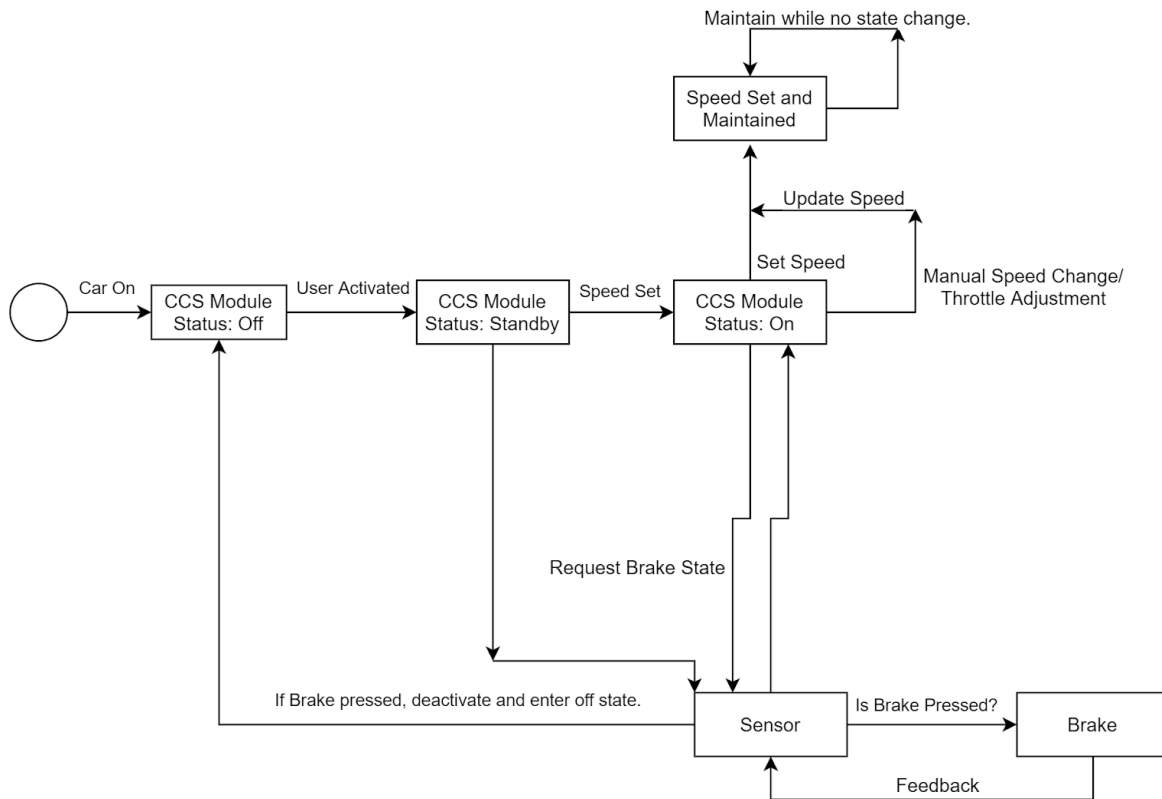 Maintain while no state change.
Speed Set and
Maintained
Update Speed
Set Speed
Manual Speed Change/
Throttle Adjustment
Car On
CCS Module
Status: Off
User Activated
CCS Module
Status: Standby
Speed Set
CCS Module
Status: On
Request Brake State
If Brake pressed, deactivate and enter off state.
Sensor
Is Brake Pressed?
Brake
Feedback